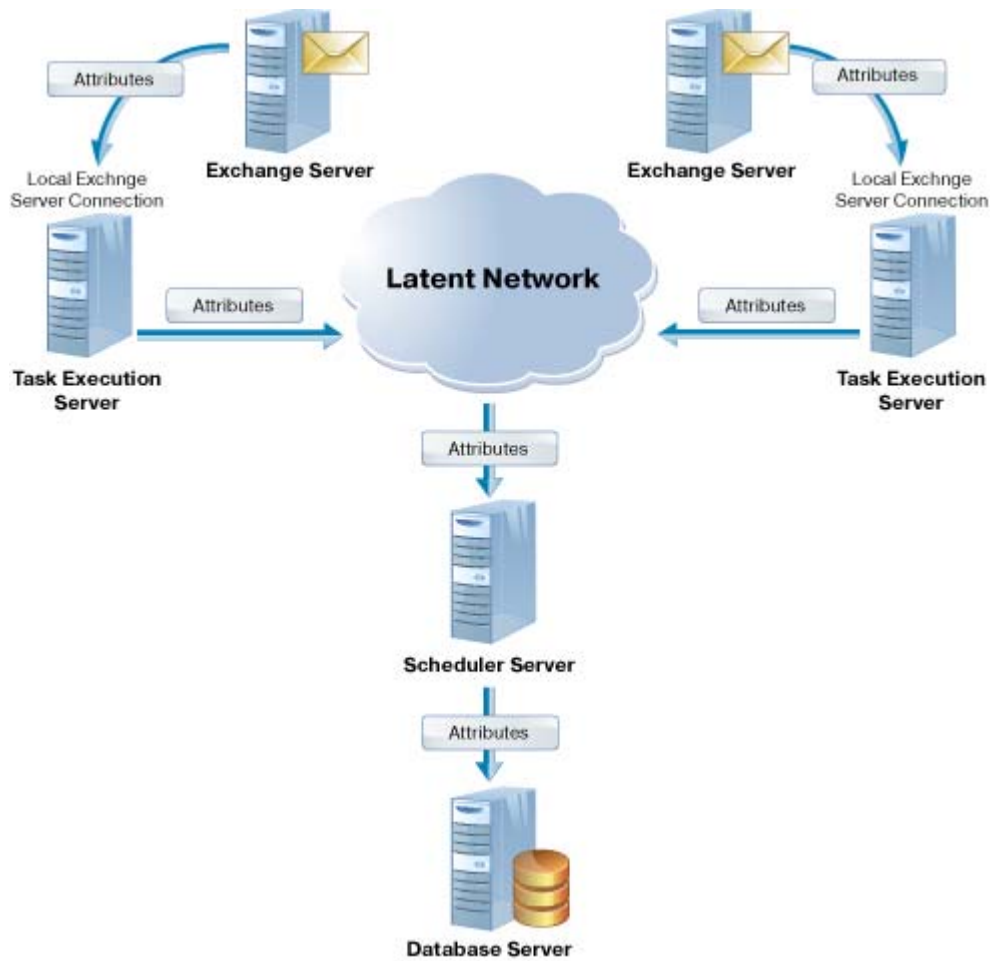 Attributes
Attributes
Exchange Server
Exchange Server
Local Exchnge
Server Connection
Local Exchnge
Server Connection
Latent Network
Attributes
Attributes
Task Execution
Server
Task Execution
Server
Attributes
Scheduler Server
Attributes
Database Server